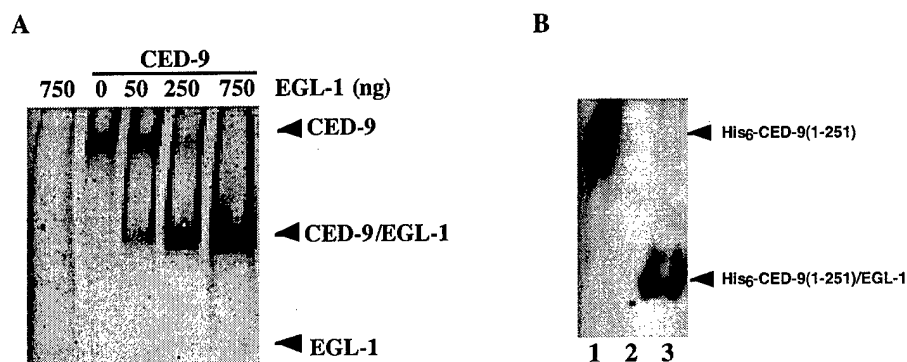 A
CED-9
750 0 50 250 750 EGL-1 (ng)
CED-9
CED-9/EGL-1
EGL-1
B
His6-CED-9(1-251)
His6-CED-9(1-251)/EGL-1
1 2 3